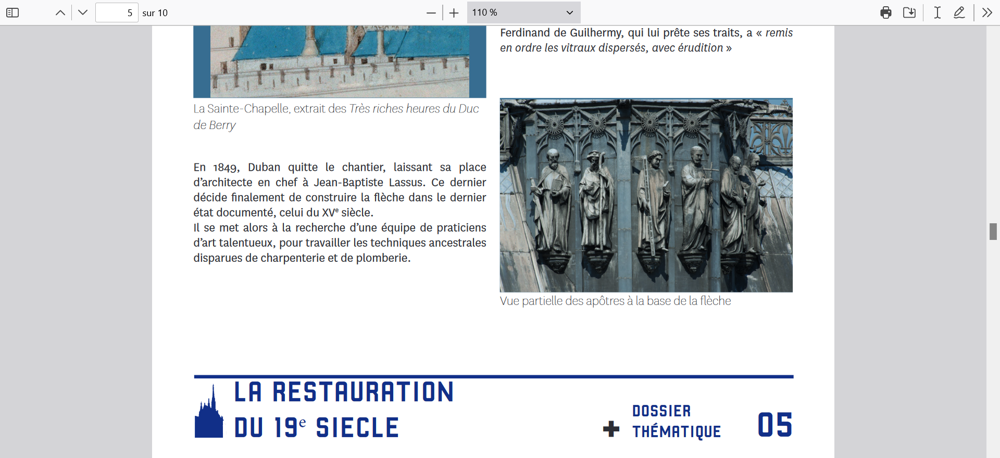 5 sur 10
110 %
La Sainte-Chapelle, extrait des Très riches heures du Duc
de Berry
En 1849, Duban quitte le chantier, laissant sa place
d’architecte en chef à Jean-Baptiste Lassus. Ce dernier
décide finalement de construire la flèche dans le dernier
état documenté, celui du XVe siècle.
Il se met alors à la recherche d’une équipe de praticiens
d’art talentueux, pour travailler les techniques ancestrales
disparues de charpenterie et de plomberie.
Ferdinand de Guilhermy, qui lui prête ses traits, a « remis
en ordre les vitraux dispersés, avec érudition »
Vue partielle des apôtres à la base de la flèche
LA RESTAURATION
DU 19e SIECLE
+ DOSSIER
THÉMATIQUE
05